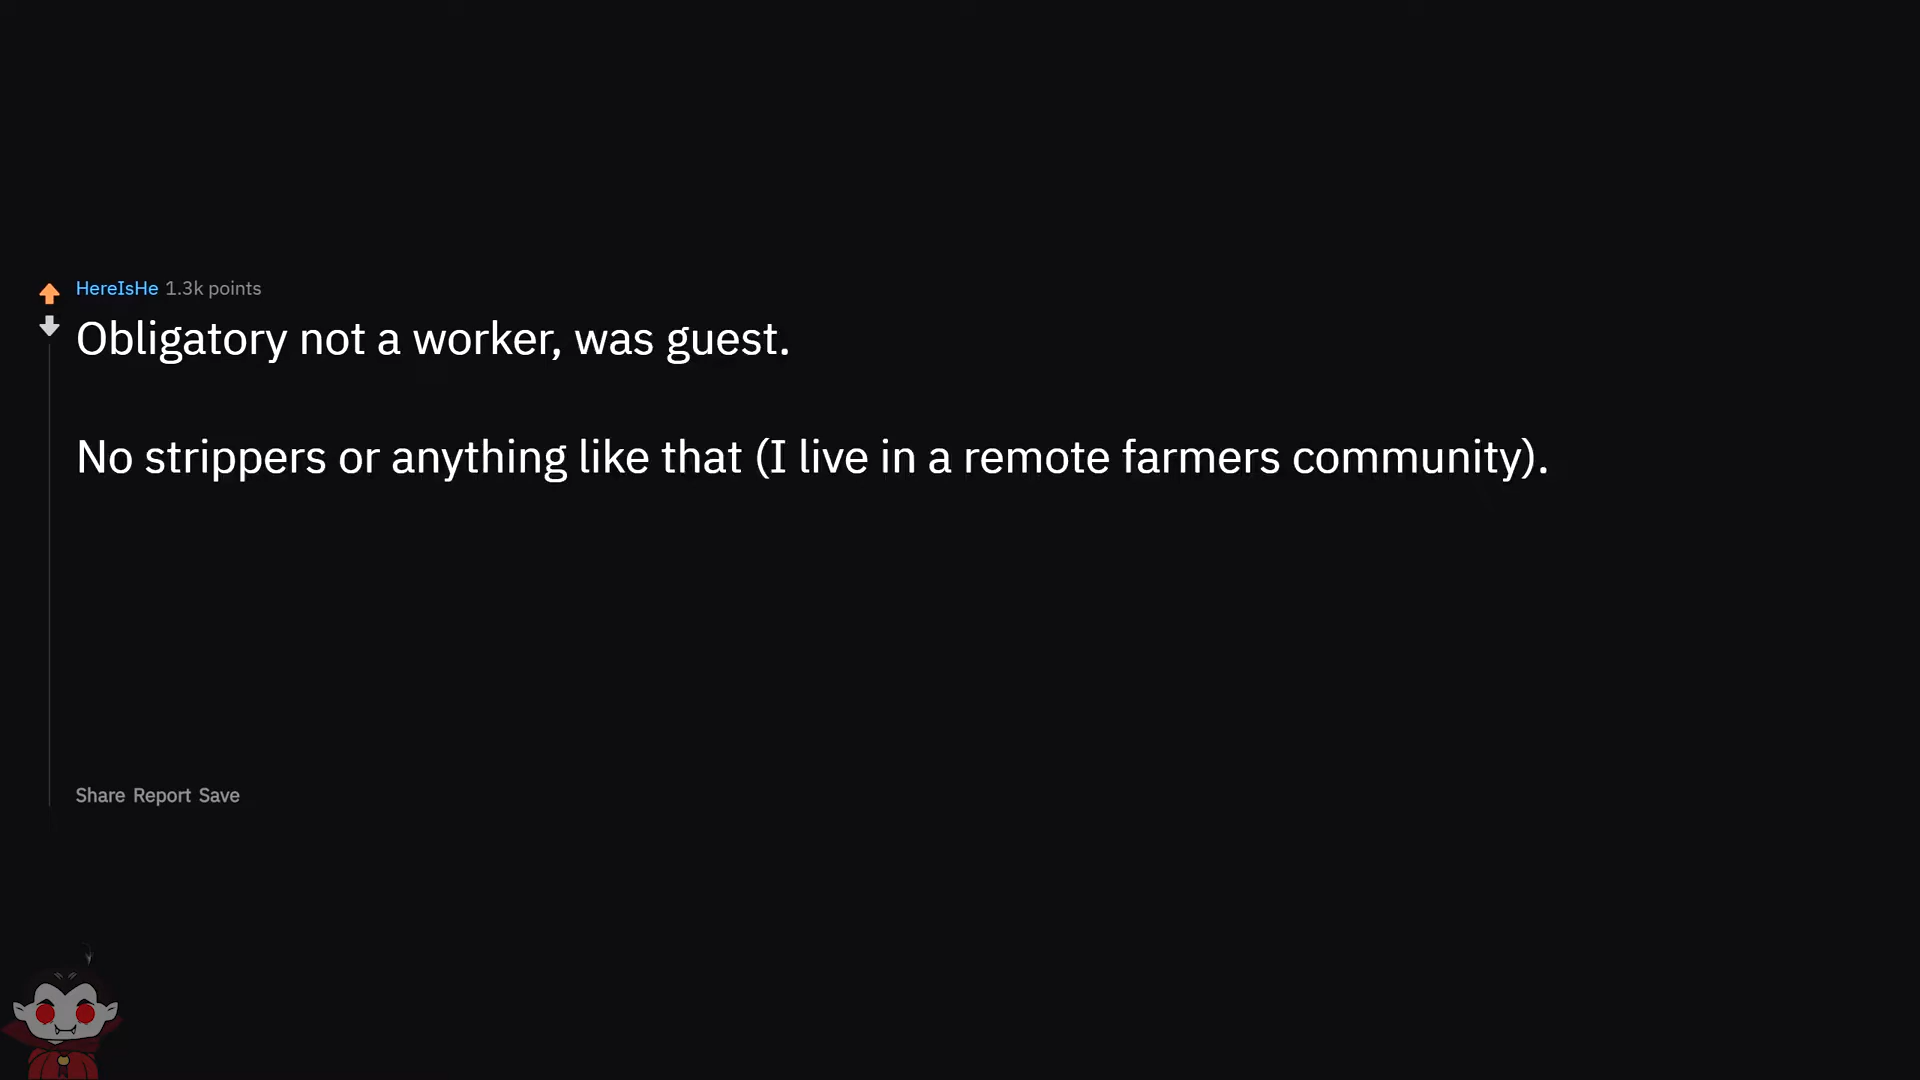 HereIsHe 1.3k points
Obligatory not a worker, was guest.
No strippers or anything like that (I live in a remote farmers community).
Share Report Save